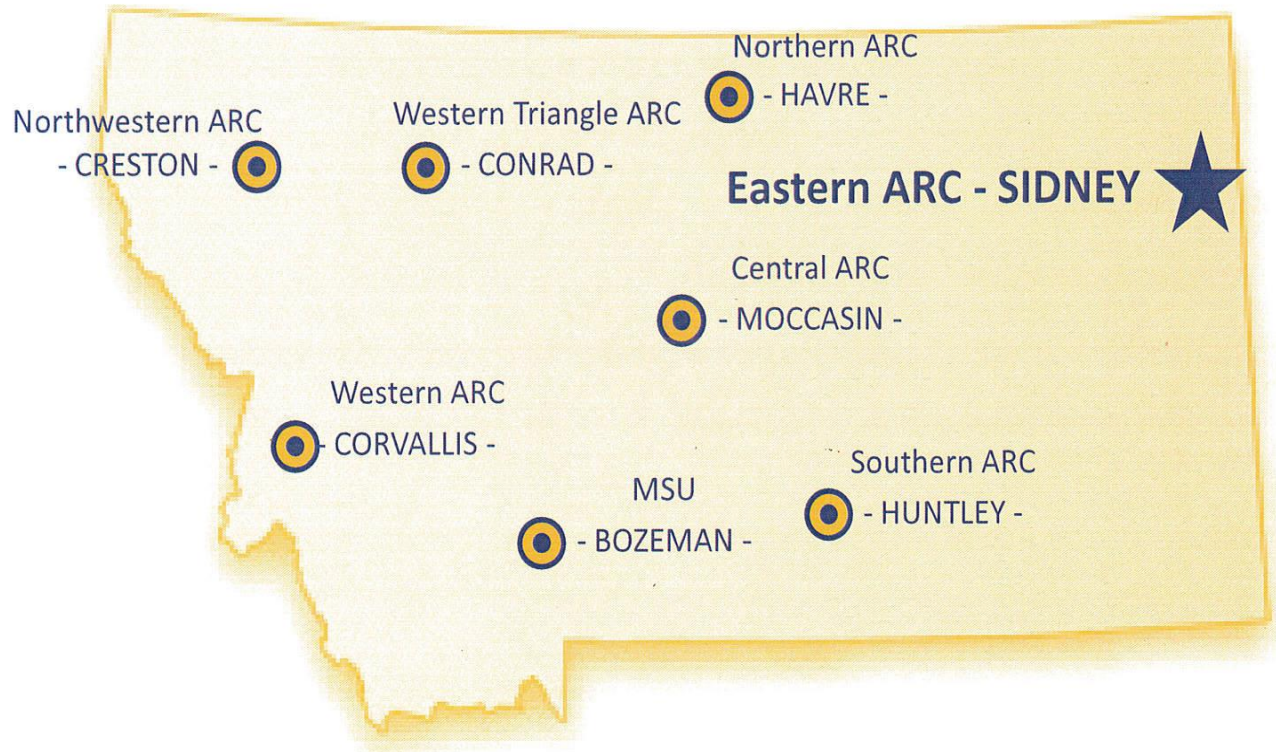 Northern ARC
- HAVRE -
Northwestern ARC
- CRESTON -
Western Triangle ARC
- CONRAD -
Eastern ARC - SIDNEY
Central ARC
- MOCCASIN -
Western ARC
- CORVALLIS -
MSU
- BOZEMAN -
Southern ARC
- HUNTLEY -